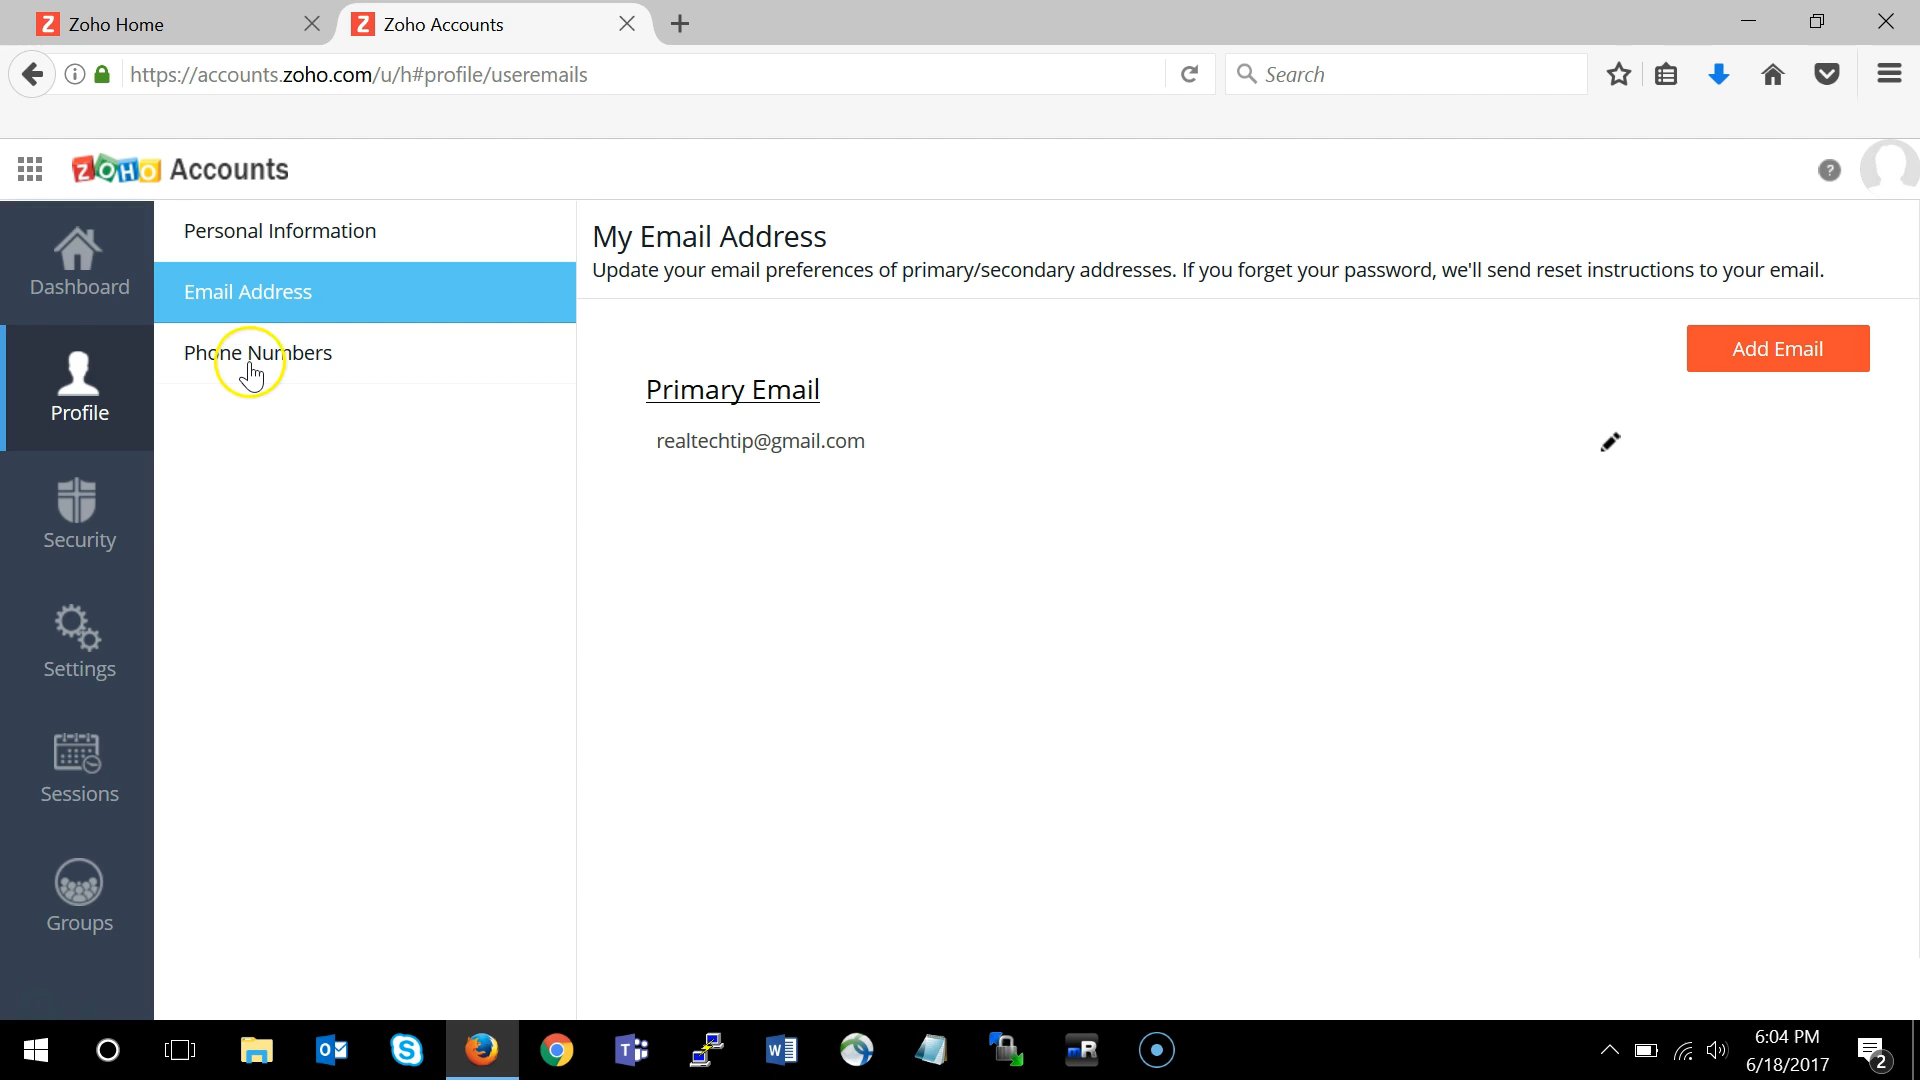 Zoho Home
Zoho Accounts
https://accounts.zoho.com/u/h#profile/useremails
Search
ZOHO Accounts
Dashboard
Profile
Security
Settings
Sessions
Groups
Personal Information
Email Address
Phone Numbers
My Email Address
Update your email preferences of primary/secondary addresses. If you forget your password, we'll send reset instructions to your email.
Add Email
Primary Email
realtechtip@gmail.com
6:04 PM
6/18/2017
2